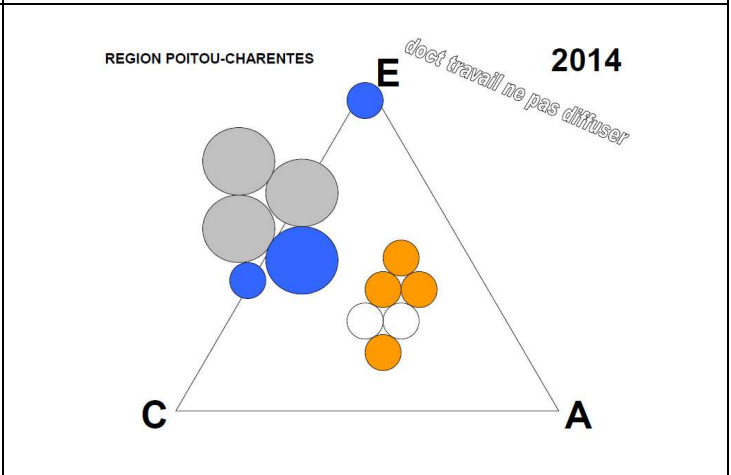 REGION POITOU-CHARENTES
E
doct travail ne pas diffuser
2014
C
A